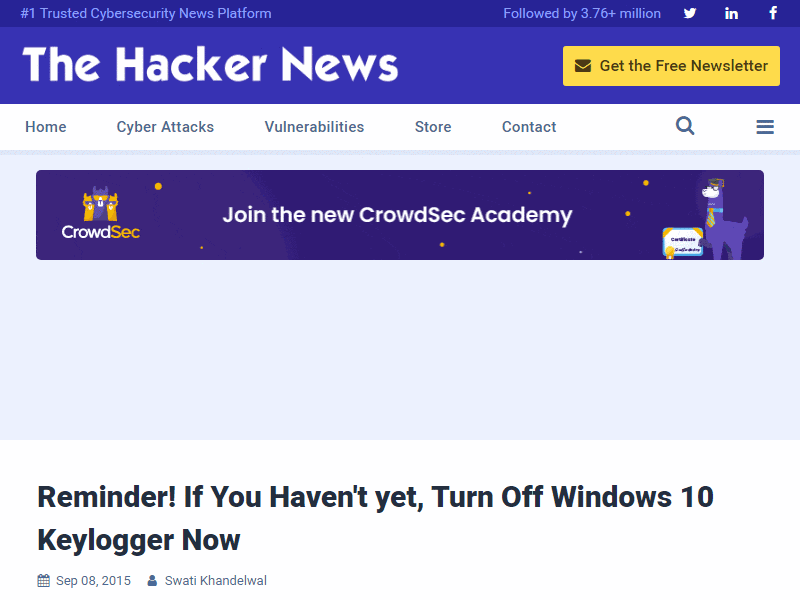 #1 Trusted Cybersecurity News Platform
Followed by 3.76+ million
The Hacker News
Get the Free Newsletter
Home Cyber Attacks Vulnerabilities Store Contact
CrowdSec
Join the new CrowdSec Academy
Certificate
Reminder! If You Haven't yet, Turn Off Windows 10
Keylogger Now
Sep 08, 2015 Swati Khandelwal